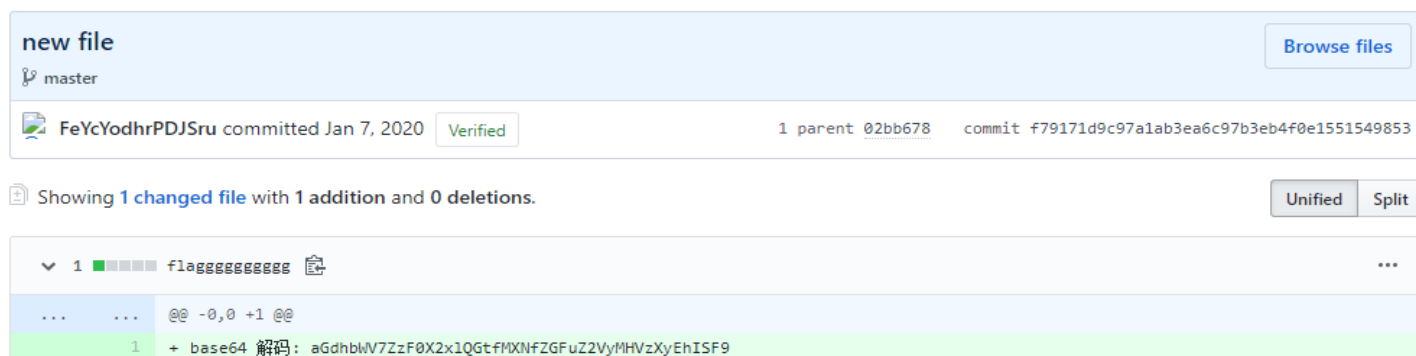 new file
Browse files
master
FeYcYodhrPDJSru committed Jan 7, 2020 Verified
1 parent 02bb678 commit f79171d9c97a1ab3ea6c97b3eb4f0e1551549853
Showing 1 changed file with 1 addition and 0 deletions.
Unified Split
1 flagggggggggg
... ... @@ -0,0 +1 @@
1 + base64 解码: aGdhbWV7ZzF0X2xlQGtfMXNfZGFuZ2VyMHVzXyEhISF9